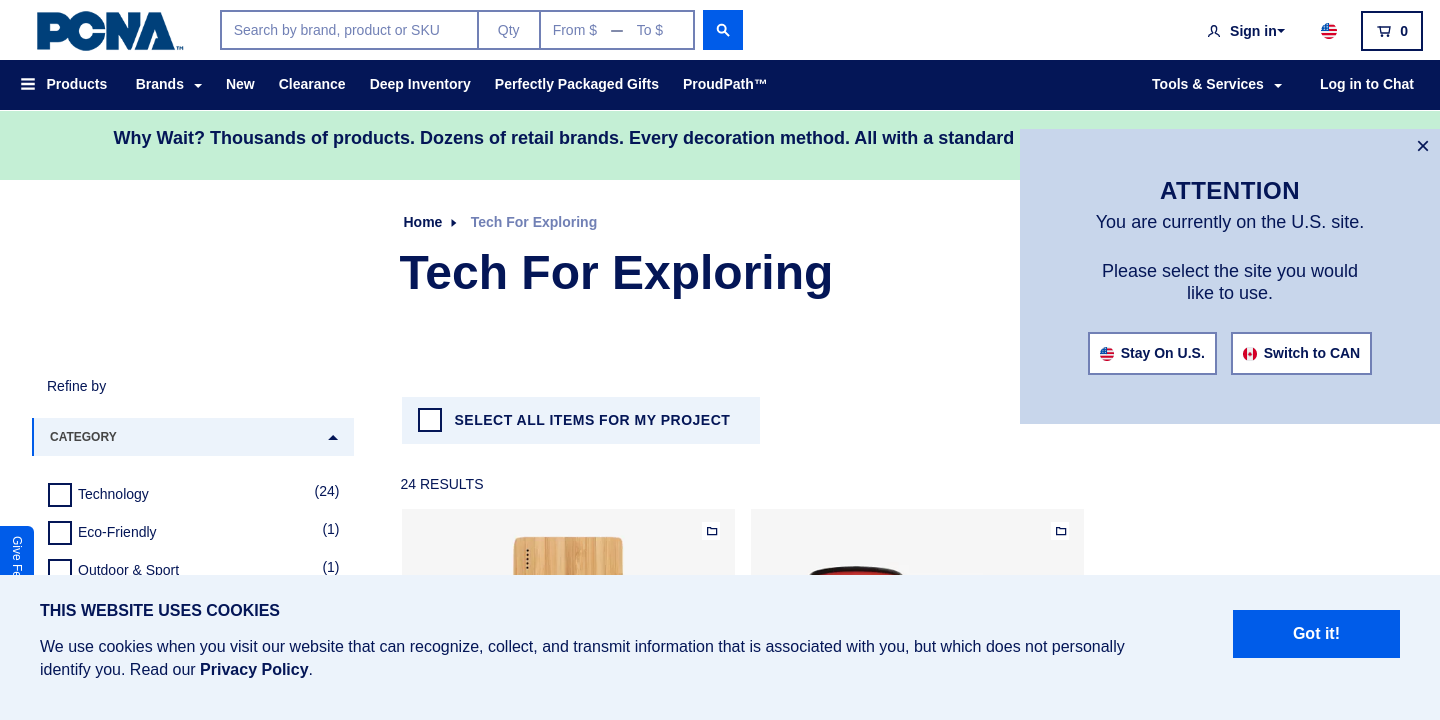 PCNA™
Search by brand, product or SKU
Qty
From $ — To $
Sign in
0
Products
Brands
New
Clearance
Deep Inventory
Perfectly Packaged Gifts
ProudPath™
Tools & Services
Log in to Chat
Why Wait? Thousands of products. Dozens of retail brands. Every decoration method. All with a standard
×
ATTENTION
You are currently on the U.S. site.
Please select the site you would
like to use.
Stay On U.S.
Switch to CAN
Home
Tech For Exploring
Tech For Exploring
Refine by
CATEGORY
Technology (24)
Eco-Friendly (1)
Outdoor & Sport (1)
SELECT ALL ITEMS FOR MY PROJECT
24 RESULTS
Give
THIS WEBSITE USES COOKIES
We use cookies when you visit our website that can recognize, collect, and transmit information that is associated with you, but which does not personally
identify you. Read our Privacy Policy.
Got it!